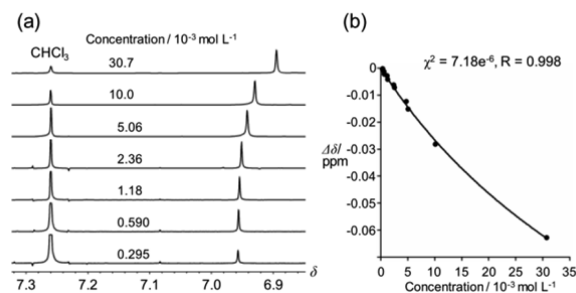 (a)
CHCl₃
Concentration / 10⁻³ mol L⁻¹
30.7
10.0
5.06
2.36
1.18
0.590
0.295
7.3 7.2 7.1 7.0 6.9 δ
(b)
χ² = 7.18e⁻⁶, R = 0.998
0
-0.01
-0.02
-0.03
-0.04
-0.05
-0.06
Δδ/
ppm
0 5 10 15 20 25 30 35
Concentration / 10⁻³ mol L⁻¹